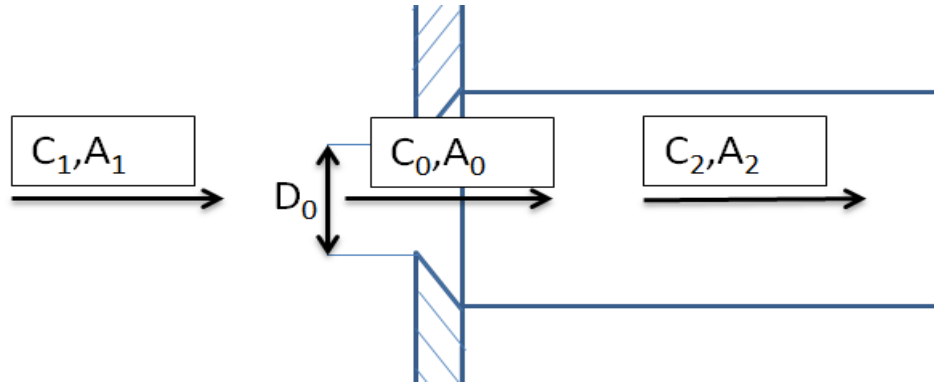 C₁,A₁
C₀,A₀
C₂,A₂
D₀